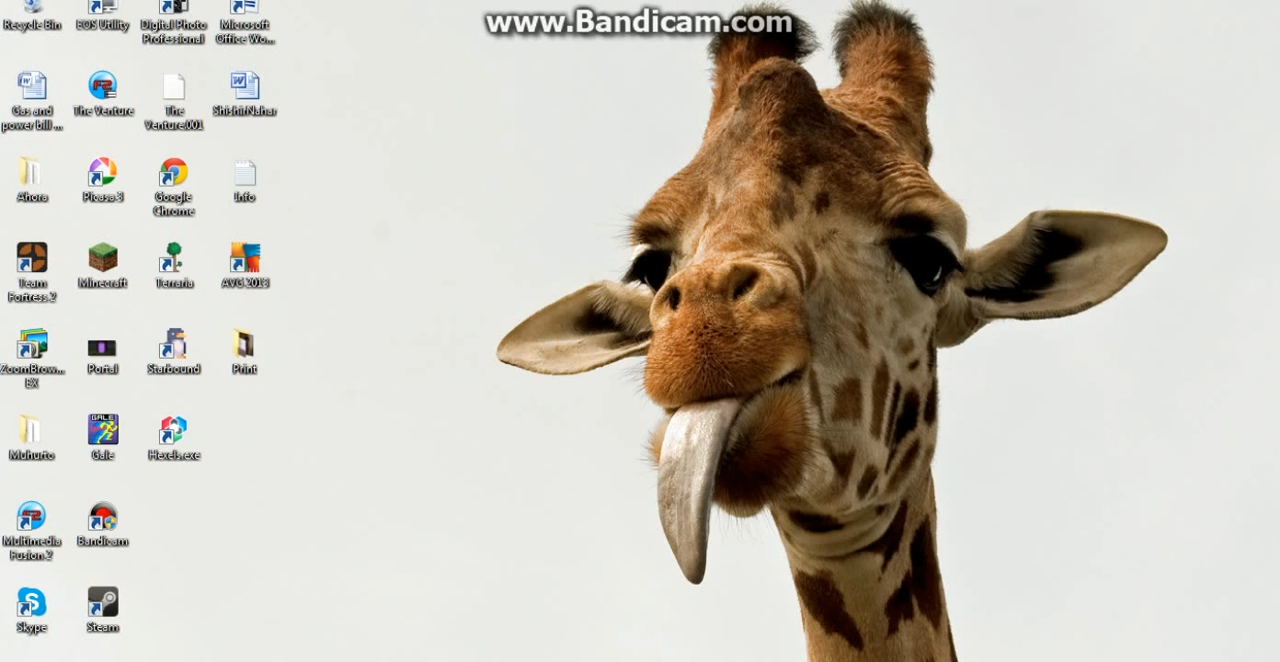 www.Bandicam.com
Recycle Bin
EOS Utility
Digital Photo
Professional
Microsoft
Office Wo...
Gas and
power bill ...
The Venture
The
Venture.001
ShishirNahar
Ahora
Picasa 3
Google
Chrome
Info
Team
Fortress 2
Minecraft
Terraria
AVG 2013
ZoomBrow...
EX
Portal
Starbound
Print
Muhurto
GALE
Gale
Hexels.exe
Multimedia
Fusion 2
Bandicam
Skype
Steam